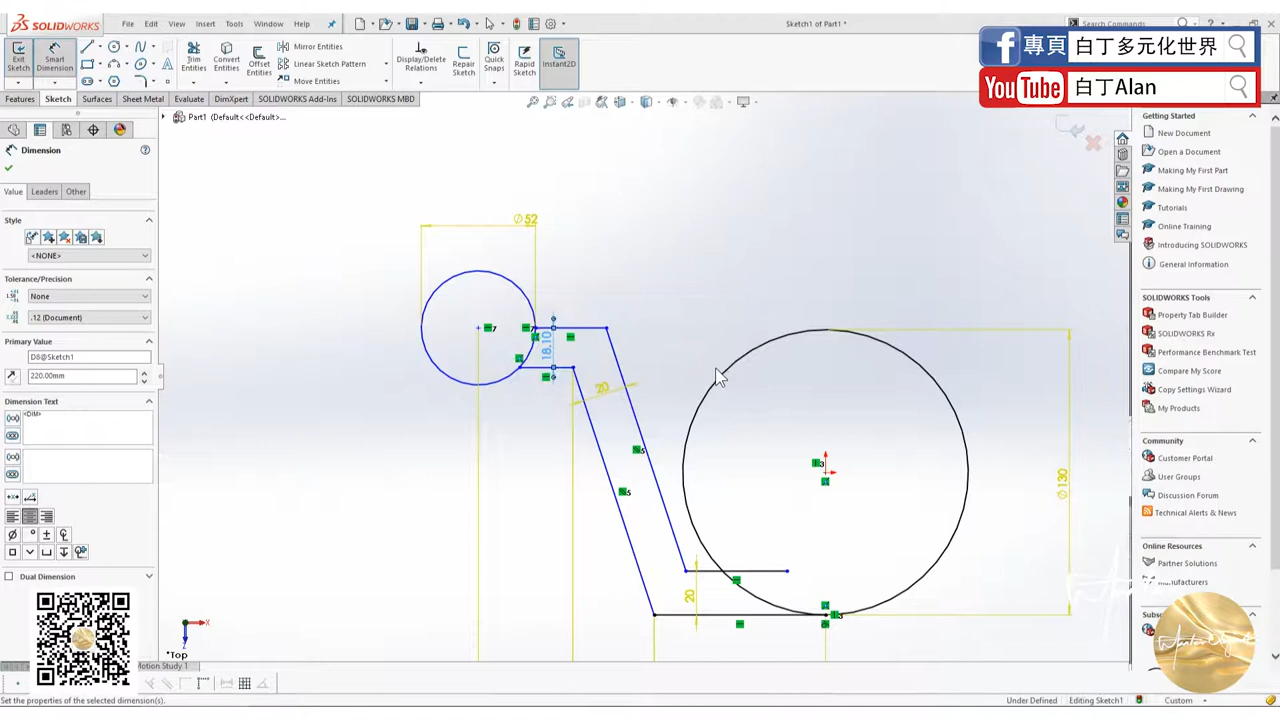 SOLIDWORKS
File
Edit
View
Insert
Tools
Window
Help
Sketch1 of Part1 *
Search Commands
專頁
白丁多元化世界
YouTube
白丁Alan
Exit Sketch
Smart Dimension
Trim Entities
Convert Entities
Offset Entities
Mirror Entities
Linear Sketch Pattern
Move Entities
Display/Delete Relations
Repair Sketch
Quick Snaps
Rapid Sketch
Instant2D
Features
Sketch
Surfaces
Sheet Metal
Evaluate
DimXpert
SOLIDWORKS Add-Ins
SOLIDWORKS MBD
Part1 (Default<<Default>...
Dimension
Value
Leaders
Other
Style
<NONE>
Tolerance/Precision
None
.12 (Document)
Primary Value
D8@Sketch1
220.00mm
Dimension Text
<DIM>
Dual Dimension
∅52
18.10
20
20
∅130
*Top
Motion Study 1
Getting Started
New Document
Open a Document
Making My First Part
Making My First Drawing
Tutorials
Online Training
Introducing SOLIDWORKS
General Information
SOLIDWORKS Tools
Property Tab Builder
SOLIDWORKS Rx
Performance Benchmark Test
Compare My Score
Copy Settings Wizard
My Products
Community
Customer Portal
User Groups
Discussion Forum
Technical Alerts & News
Online Resources
Partner Solutions
Manufacturers
Set the properties of the selected dimension(s).
Under Defined
Editing Sketch1
Custom